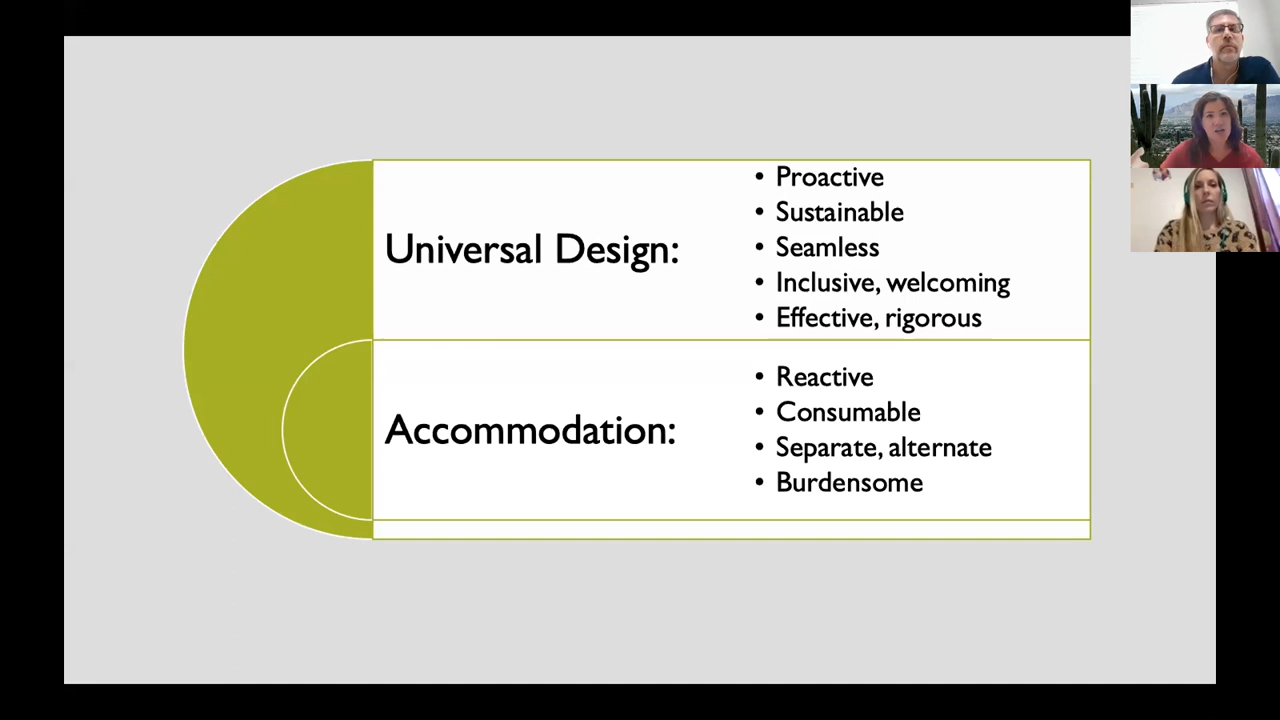 Universal Design:
• Proactive
• Sustainable
• Seamless
• Inclusive, welcoming
• Effective, rigorous
Accommodation:
• Reactive
• Consumable
• Separate, alternate
• Burdensome